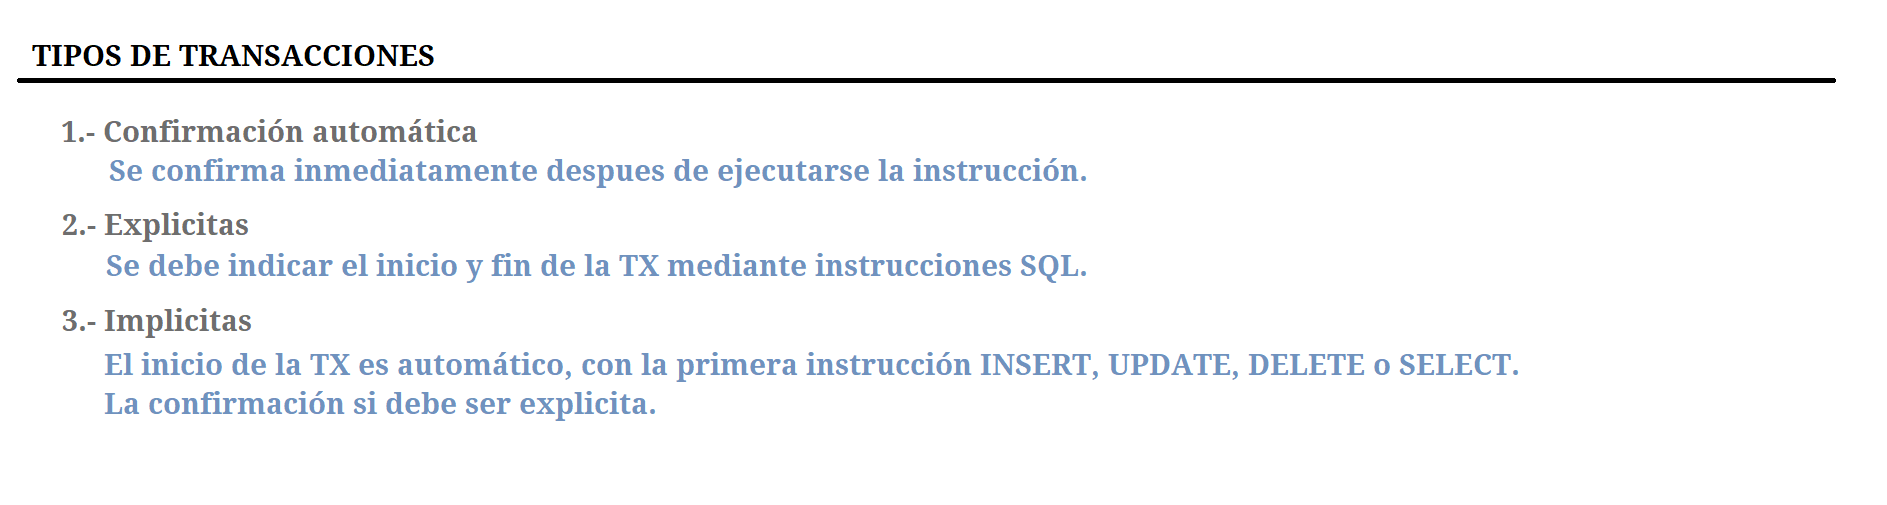 TIPOS DE TRANSACCIONES
1.- Confirmación automática
Se confirma inmediatamente despues de ejecutarse la instrucción.
2.- Explicitas
Se debe indicar el inicio y fin de la TX mediante instrucciones SQL.
3.- Implicitas
El inicio de la TX es automático, con la primera instrucción INSERT, UPDATE, DELETE o SELECT.
La confirmación si debe ser explicita.